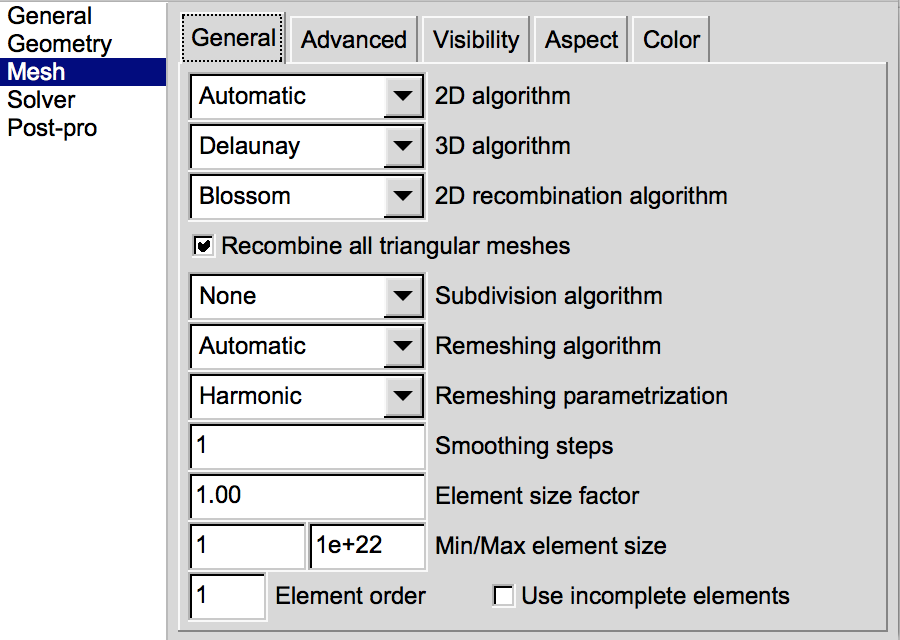 General
Geometry
Mesh
Solver
Post-pro
General Advanced Visibility Aspect Color
Automatic 2D algorithm
Delaunay 3D algorithm
Blossom 2D recombination algorithm
Recombine all triangular meshes
None Subdivision algorithm
Automatic Remeshing algorithm
Harmonic Remeshing parametrization
1 Smoothing steps
1.00 Element size factor
1 1e+22 Min/Max element size
1 Element order Use incomplete elements